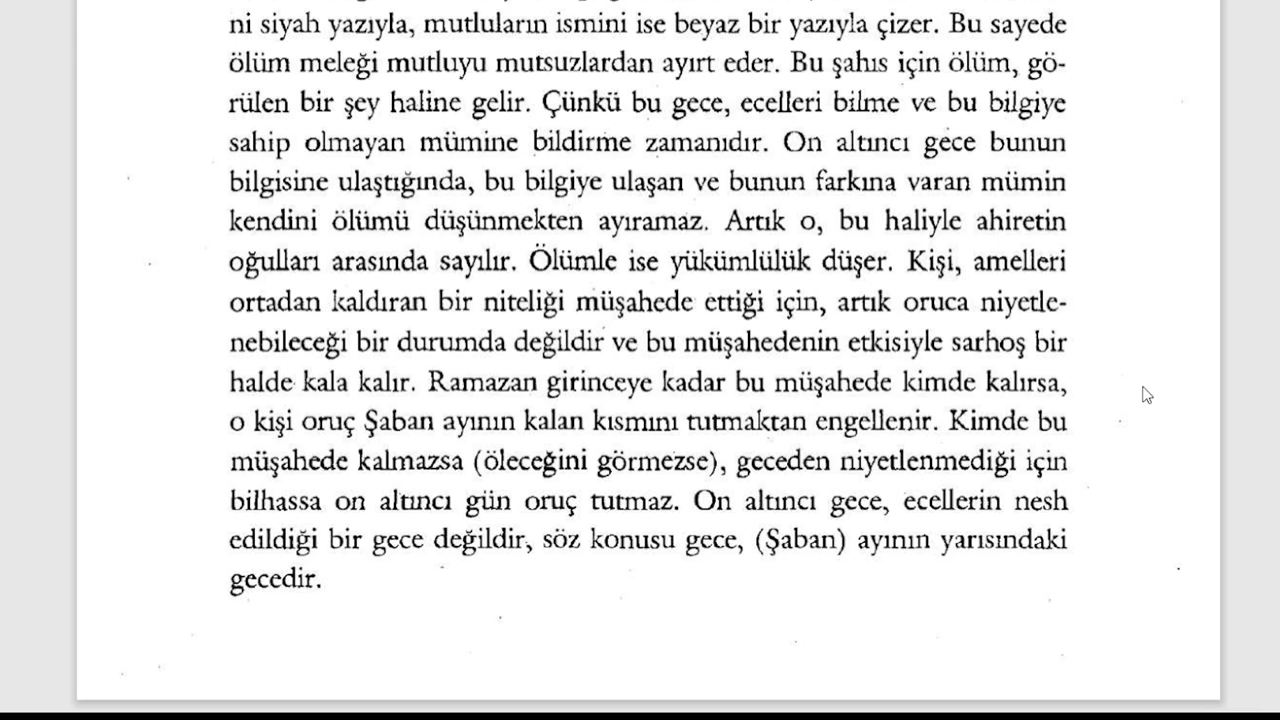 ni siyah yazıyla, mutluların ismini ise beyaz bir yazıyla çizer. Bu sayede
ölüm meleği mutluyu mutsuzlardan ayırt eder. Bu şahıs için ölüm, gö-
rülen bir şey haline gelir. Çünkü bu gece, ecelleri bilme ve bu bilgiye
sahip olmayan mümine bildirme zamanıdır. On altıncı gece bunun
bilgisine ulaştığında, bu bilgiye ulaşan ve bunun farkına varan mümin
kendini ölümü düşünmekten ayıramaz. Artık o, bu haliyle ahiretin
oğulları arasında sayılır. Ölümle ise yükümlülük düşer. Kişi, amelleri
ortadan kaldıran bir niteliği müşahede ettiği için, artık oruca niyetle-
nebileceği bir durumda değildir ve bu müşahedenin etkisiyle sarhoş bir
halde kala kalır. Ramazan girinceye kadar bu müşahede kimde kalırsa,
o kişi oruç Şaban ayının kalan kısmını tutmaktan engellenir. Kimde bu
müşahede kalmazsa (öleceğini görmezse), geceden niyetlenmediği için
bilhassa on altıncı gün oruç tutmaz. On altıncı gece, ecellerin nesh
edildiği bir gece değildir, söz konusu gece, (Şaban) ayının yarısındaki
gecedir.